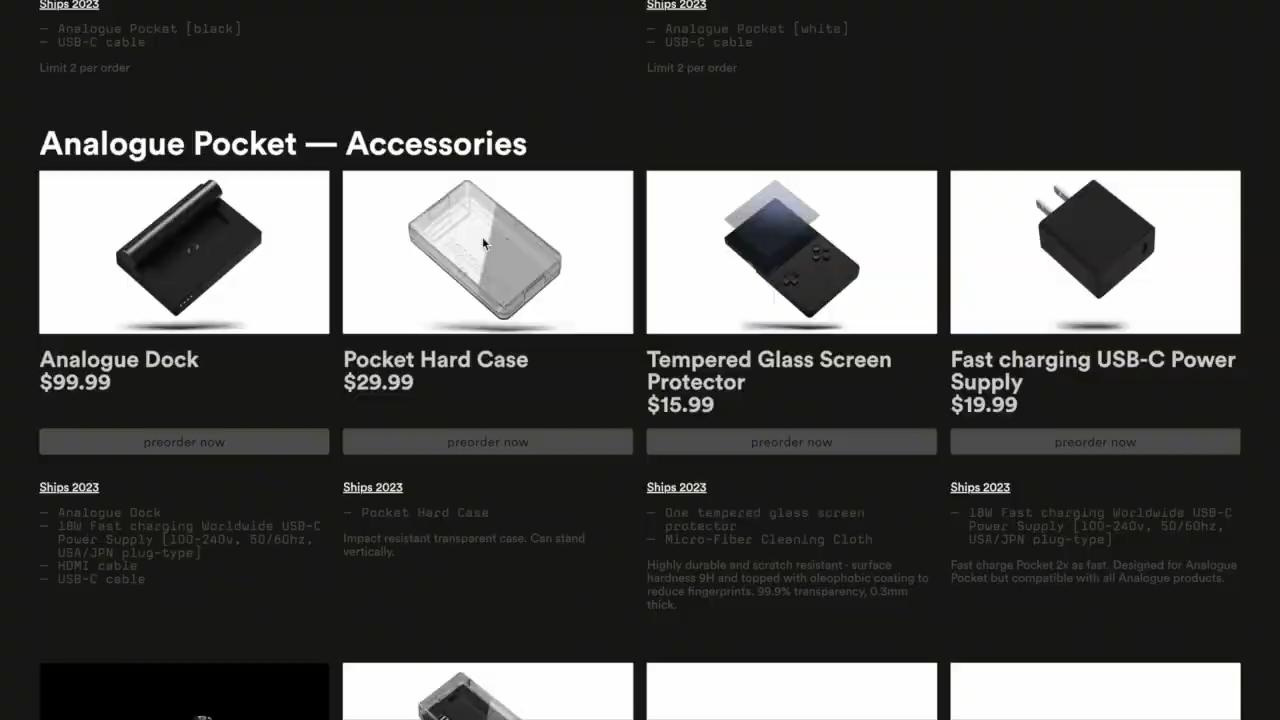 Ships 2023
Ships 2023
— Analogue Pocket [black]
— USB-C cable
— Analogue Pocket [white]
— USB-C cable
Limit 2 per order
Limit 2 per order
Analogue Pocket — Accessories
Analogue Dock
$99.99
preorder now
Ships 2023
— Analogue Dock
— 18W Fast charging Worldwide USB-C
Power Supply [100-240v, 50/60hz,
USA/JPN plug-type]
— HDMI cable
— USB-C cable
Pocket Hard Case
$29.99
preorder now
Ships 2023
— Pocket Hard Case
Impact resistant transparent case. Can stand
vertically.
Tempered Glass Screen
Protector
$15.99
preorder now
Ships 2023
— One tempered glass screen
protector
— Micro-Fiber Cleaning Cloth
Highly durable and scratch resistant - surface
hardness 9H and topped with oleophobic coating to
reduce fingerprints. 99.9% transparency, 0.3mm
thick.
Fast charging USB-C Power
Supply
$19.99
preorder now
Ships 2023
— 18W Fast charging Worldwide USB-C
Power Supply [100-240v, 50/60hz,
USA/JPN plug-type]
Fast charge Pocket 2x as fast. Designed for Analogue
Pocket but compatible with all Analogue products.